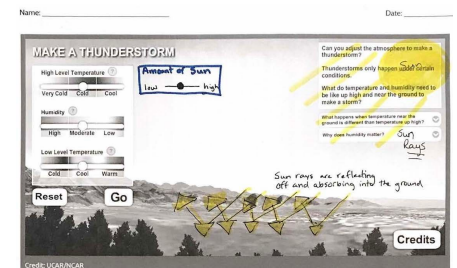 Name:
Date:
MAKE A THUNDERSTORM
High Level Temperature ?
Very Cold Cold Cool
Humidity ?
High Moderate Low
Low Level Temperature ?
Cold Cool Warm
Reset Go
Amount of Sun
low high
Can you adjust the atmosphere to make a
thunderstorm?
Sun
Thunderstorms only happen under certain
conditions.
What do temperature and humidity need to
be like up high and near the ground to
make a storm?
What happens when temperature near the
ground is different than temperature up high?
Why does humidity matter?
Sun
Rays
Sun rays are reflecting
off and absorbing into the ground
Credits
Credit: UCAR/NCAR